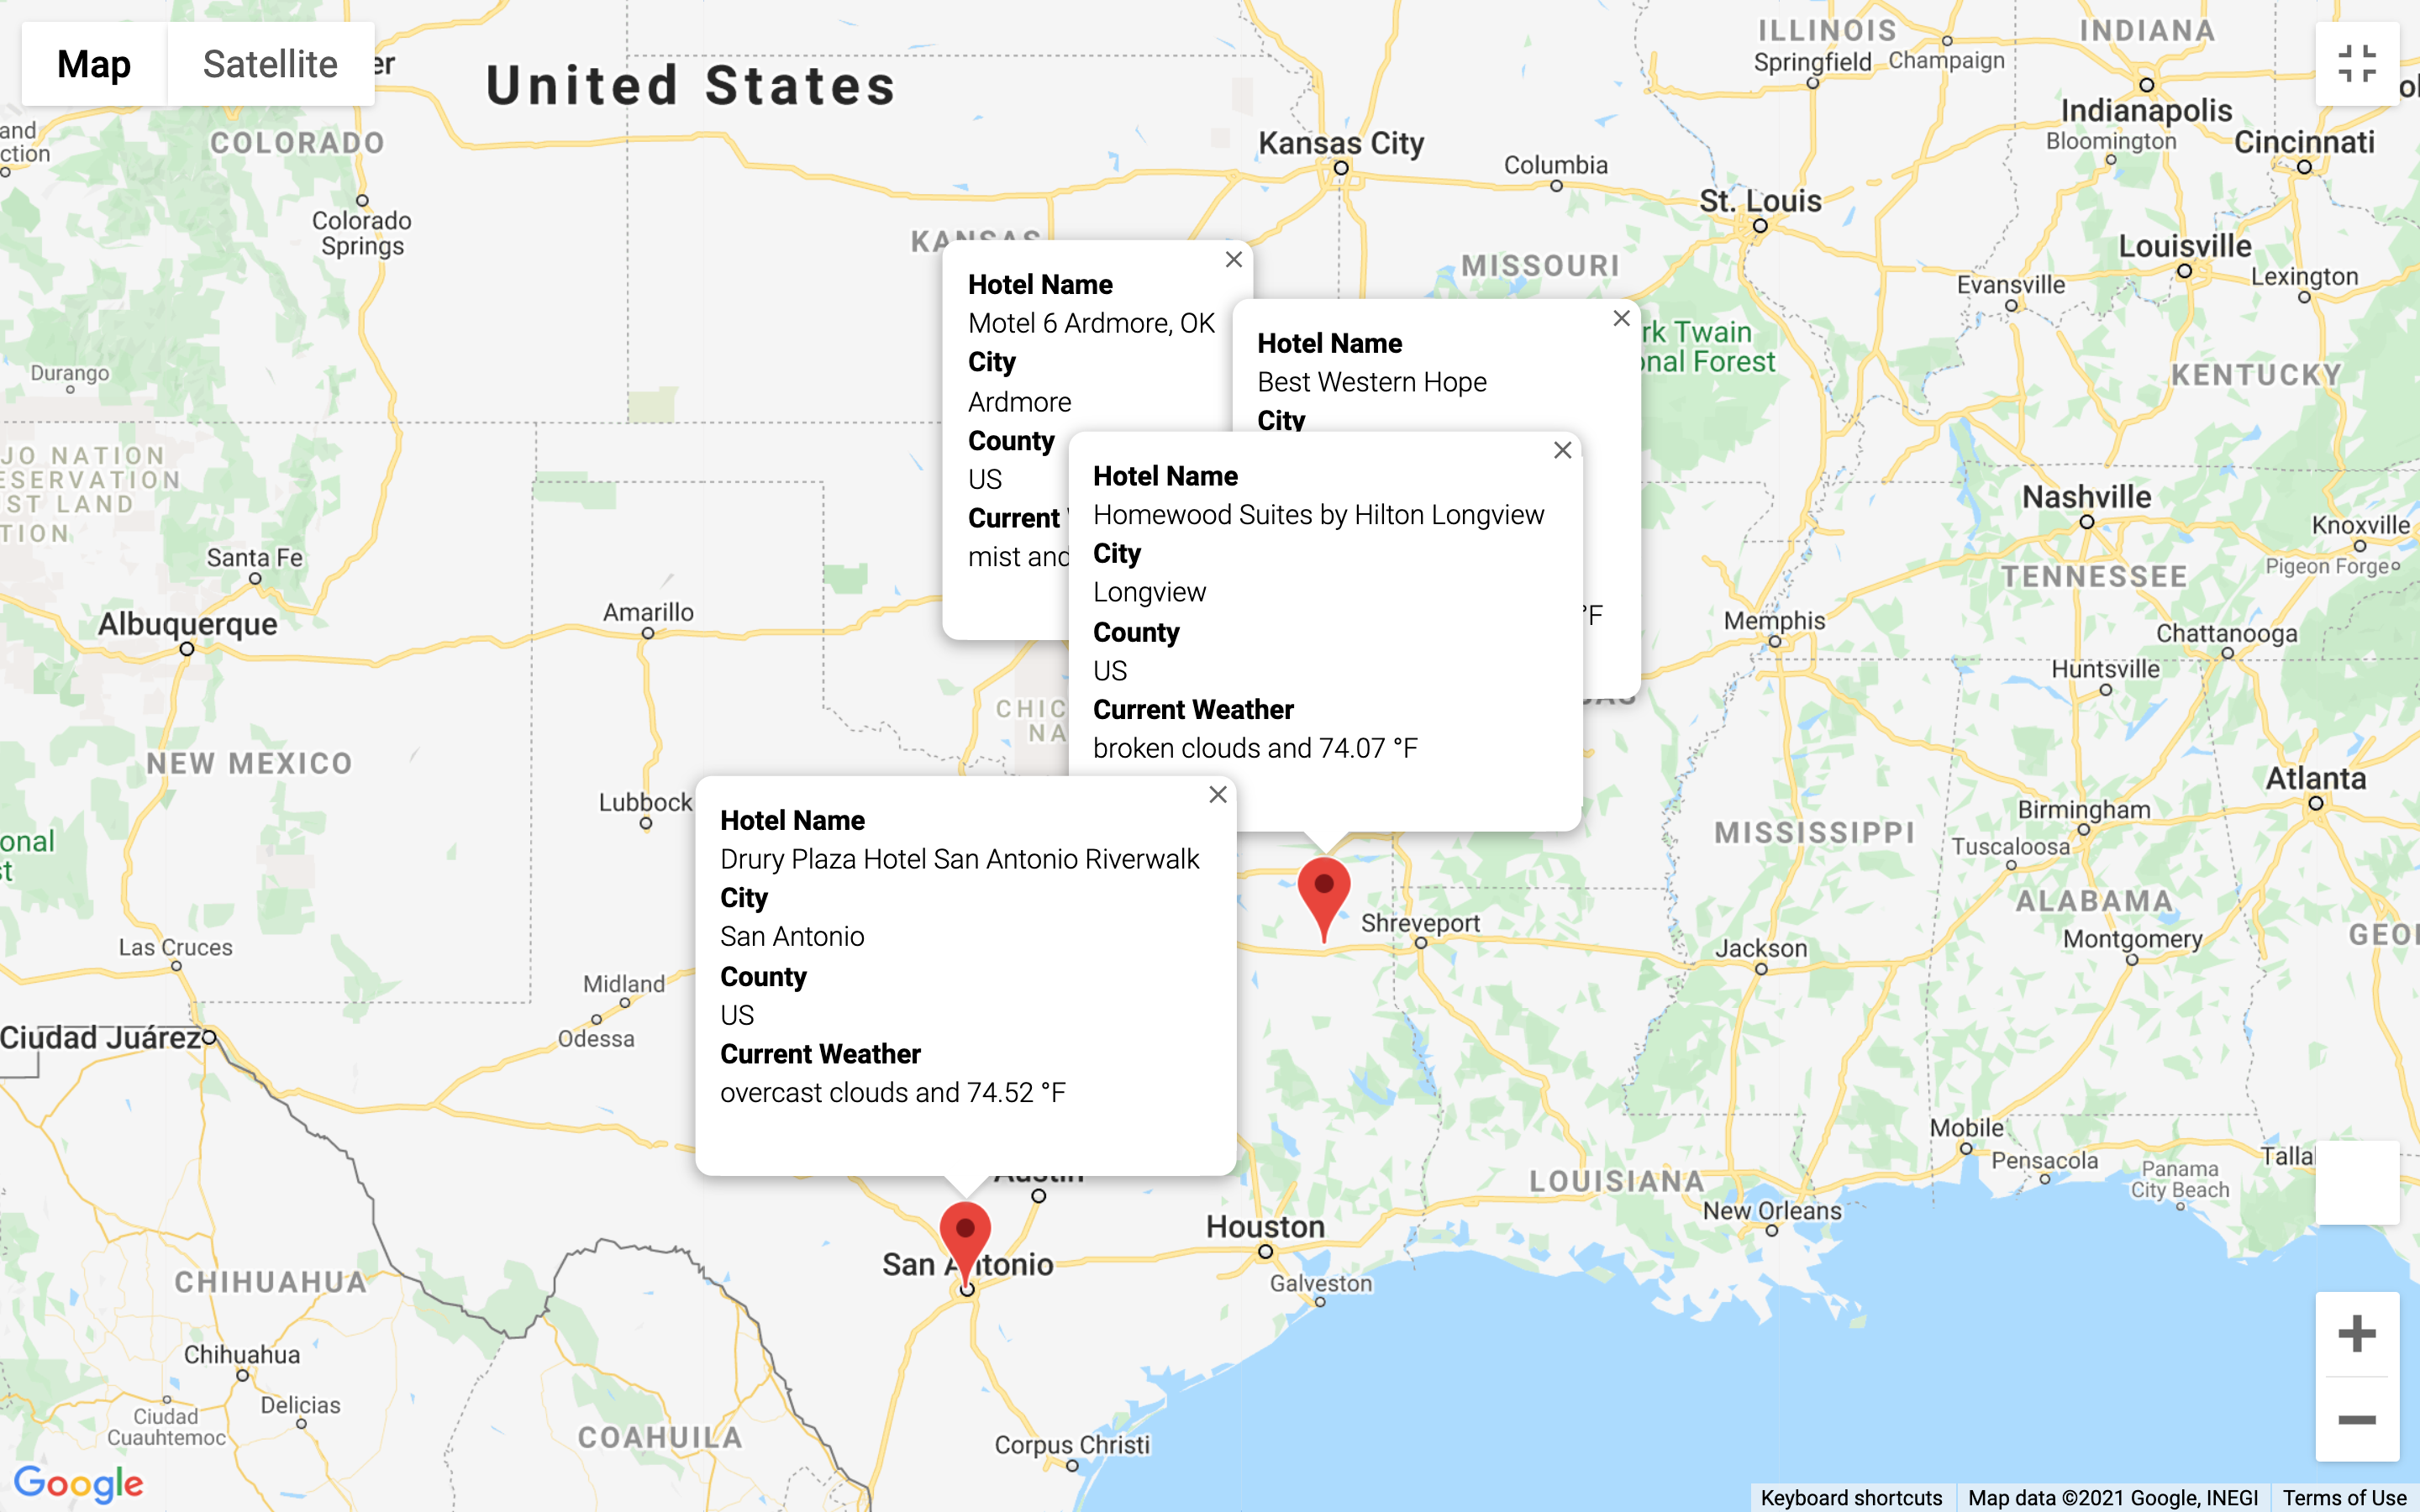 Map
Satellite
er
United States
ILLINOIS
Springfield
Champaign
INDIANA
Indianapolis
Bloomington
Cincinnati
and
ction
COLORADO
Colorado
Springs
Kansas City
Columbia
St. Louis
Louisville
Lexington
Evansville
KANSAS
MISSOURI
rk Twain
onal Forest
KENTUCKY
Durango
Hotel Name
Motel 6 Ardmore, OK
City
Ardmore
County
US
Current
mist and
Hotel Name
Best Western Hope
City
°F
Hotel Name
Homewood Suites by Hilton Longview
City
Longview
County
US
Current Weather
broken clouds and 74.07 °F
Hotel Name
Drury Plaza Hotel San Antonio Riverwalk
City
San Antonio
County
US
Current Weather
overcast clouds and 74.52 °F
JO NATION
ESERVATION
ST LAND
TION
Santa Fe
Albuquerque
Amarillo
CHIC
NA
Nashville
Knoxville
Pigeon Forge
TENNESSEE
Memphis
Chattanooga
Huntsville
NEW MEXICO
Lubbock
Atlanta
Birmingham
MISSISSIPPI
Tuscaloosa
onal
st
ALABAMA
Shreveport
Las Cruces
Jackson
Montgomery
GEOR
Midland
Odessa
Ciudad Juárez
Mobile
Pensacola
Panama
City Beach
Talla
Austin
LOUISIANA
New Orleans
Houston
San Antonio
Galveston
CHIHUAHUA
Chihuahua
Delicias
Ciudad
Cuauhtemoc
COAHUILA
Corpus Christi
Google
Keyboard shortcuts
Map data ©2021 Google, INEGI
Terms of Use